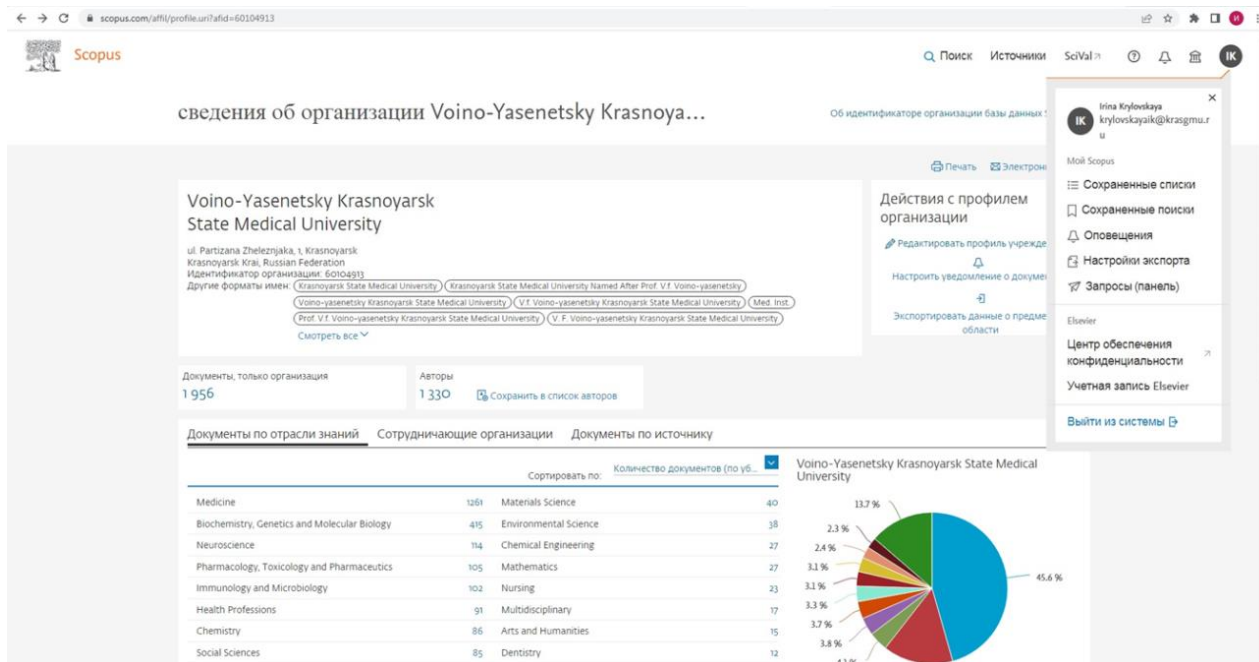 scopus.com/affil/profile.uri?afid=60104913
И
Scopus
Поиск Источники SciVal
IK
сведения об организации Voino-Yasenetsky Krasnoya...
Об идентификаторе организации базы данных
Irina Krylovskaya
IK
krylovskayaik@krasgmu.r
u
Мой Scopus
Сохраненные списки
Сохраненные поиски
Оповещения
Настройки экспорта
Запросы (панель)
Elsevier
Центр обеспечения
конфиденциальности
Учетная запись Elsevier
Выйти из системы
Печать Электрон
Voino-Yasenetsky Krasnoyarsk
State Medical University
ul. Partizana Zheleznjaka, 1, Krasnoyarsk
Krasnoyarsk Krai, Russian Federation
Идентификатор организации: 60104913
Другие форматы имен: Krasnoyarsk State Medical University Krasnoyarsk State Medical University Named After Prof. V.f. Voino-yasenetsky
Voino-yasenetsky Krasnoyarsk State Medical University V.f. Voino-yasenetsky Krasnoyarsk State Medical University Med. Inst.
Prof. V.f. Voino-yasenetsky Krasnoyarsk State Medical University V. F. Voino-yasenetsky Krasnoyarsk State Medical University
Смотреть все
Действия с профилем
организации
Редактировать профиль учрежде
Настроить уведомление о докумен
Экспортировать данные о предме
области
Документы, только организация
1 956
Авторы
1 330 Сохранить в список авторов
Документы по отрасли знаний Сотрудничающие организации Документы по источнику
Сортировать по: Количество документов (по уб...
Medicine 1261 Materials Science 40
Biochemistry, Genetics and Molecular Biology 415 Environmental Science 38
Neuroscience 114 Chemical Engineering 27
Pharmacology, Toxicology and Pharmaceutics 105 Mathematics 27
Immunology and Microbiology 102 Nursing 23
Health Professions 91 Multidisciplinary 17
Chemistry 86 Arts and Humanities 15
Social Sciences 85 Dentistry 12
Voino-Yasenetsky Krasnoyarsk State Medical
University
13.7 %
2.3 %
2.4 %
3.1 %
3.1 %
3.3 %
3.7 %
3.8 %
45.6 %